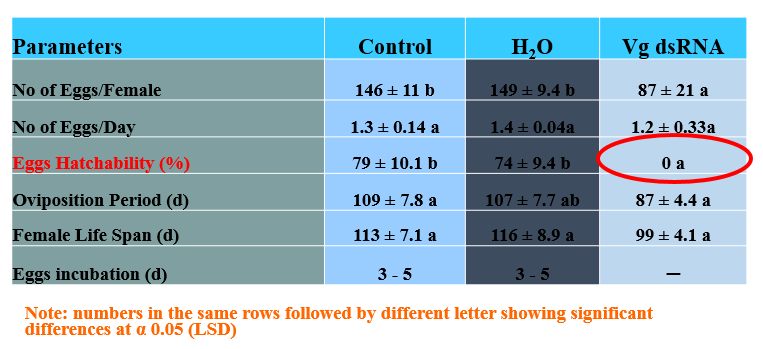 Parameters Control H₂O Vg dsRNA
No of Eggs/Female 146 ± 11 b 149 ± 9.4 b 87 ± 21 a
No of Eggs/Day 1.3 ± 0.14 a 1.4 ± 0.04a 1.2 ± 0.33a
Eggs Hatchability (%) 79 ± 10.1 b 74 ± 9.4 b 0 a
Oviposition Period (d) 109 ± 7.8 a 107 ± 7.7 ab 87 ± 4.4 a
Female Life Span (d) 113 ± 7.1 a 116 ± 8.9 a 99 ± 4.1 a
Eggs incubation (d) 3 - 5 3 - 5 —
Note: numbers in the same rows followed by different letter showing significant
differences at α 0.05 (LSD)